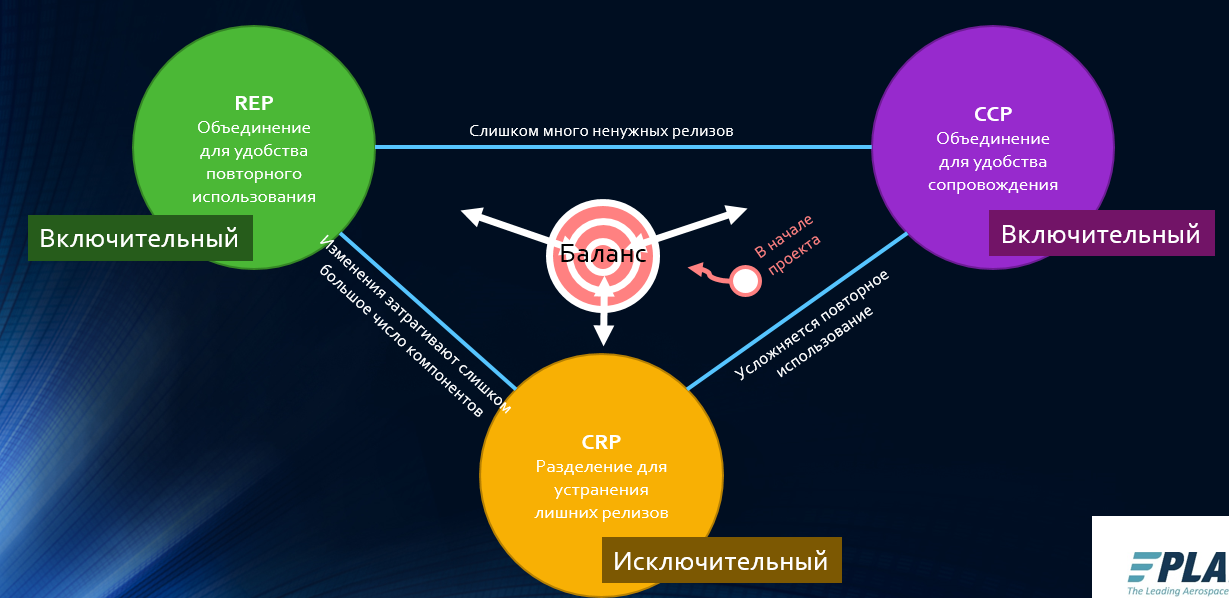 REP
Объединение
для удобства
повторного
использования
Включительный
Слишком много ненужных релизов
CCP
Объединение
для удобства
сопровождения
Включительный
Баланс
В начале
проекта
Изменения затрагивают слишком
большое число компонентов
Усложняется повторное
использование
CRP
Разделение для
устранения
лишних релизов
Исключительный
PLA
The Leading Aerospace